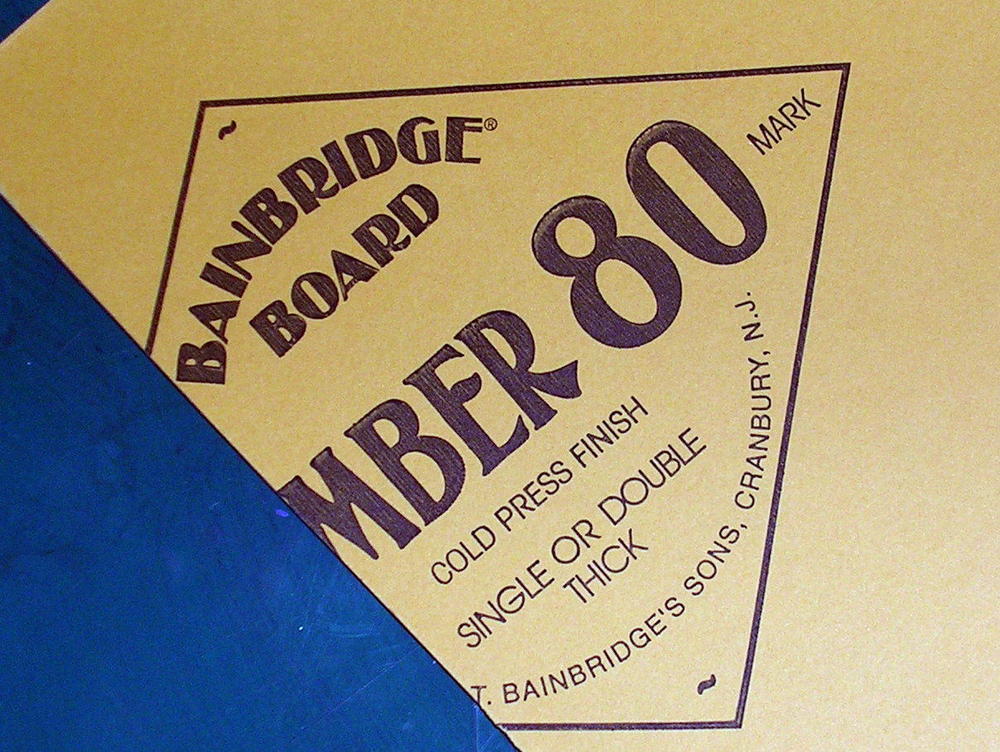 BAINBRIDGE®
BOARD
MARK
MBER 80
COLD PRESS FINISH
SINGLE OR DOUBLE
THICK
T. BAINBRIDGE'S SONS, CRANBURY, N.J.